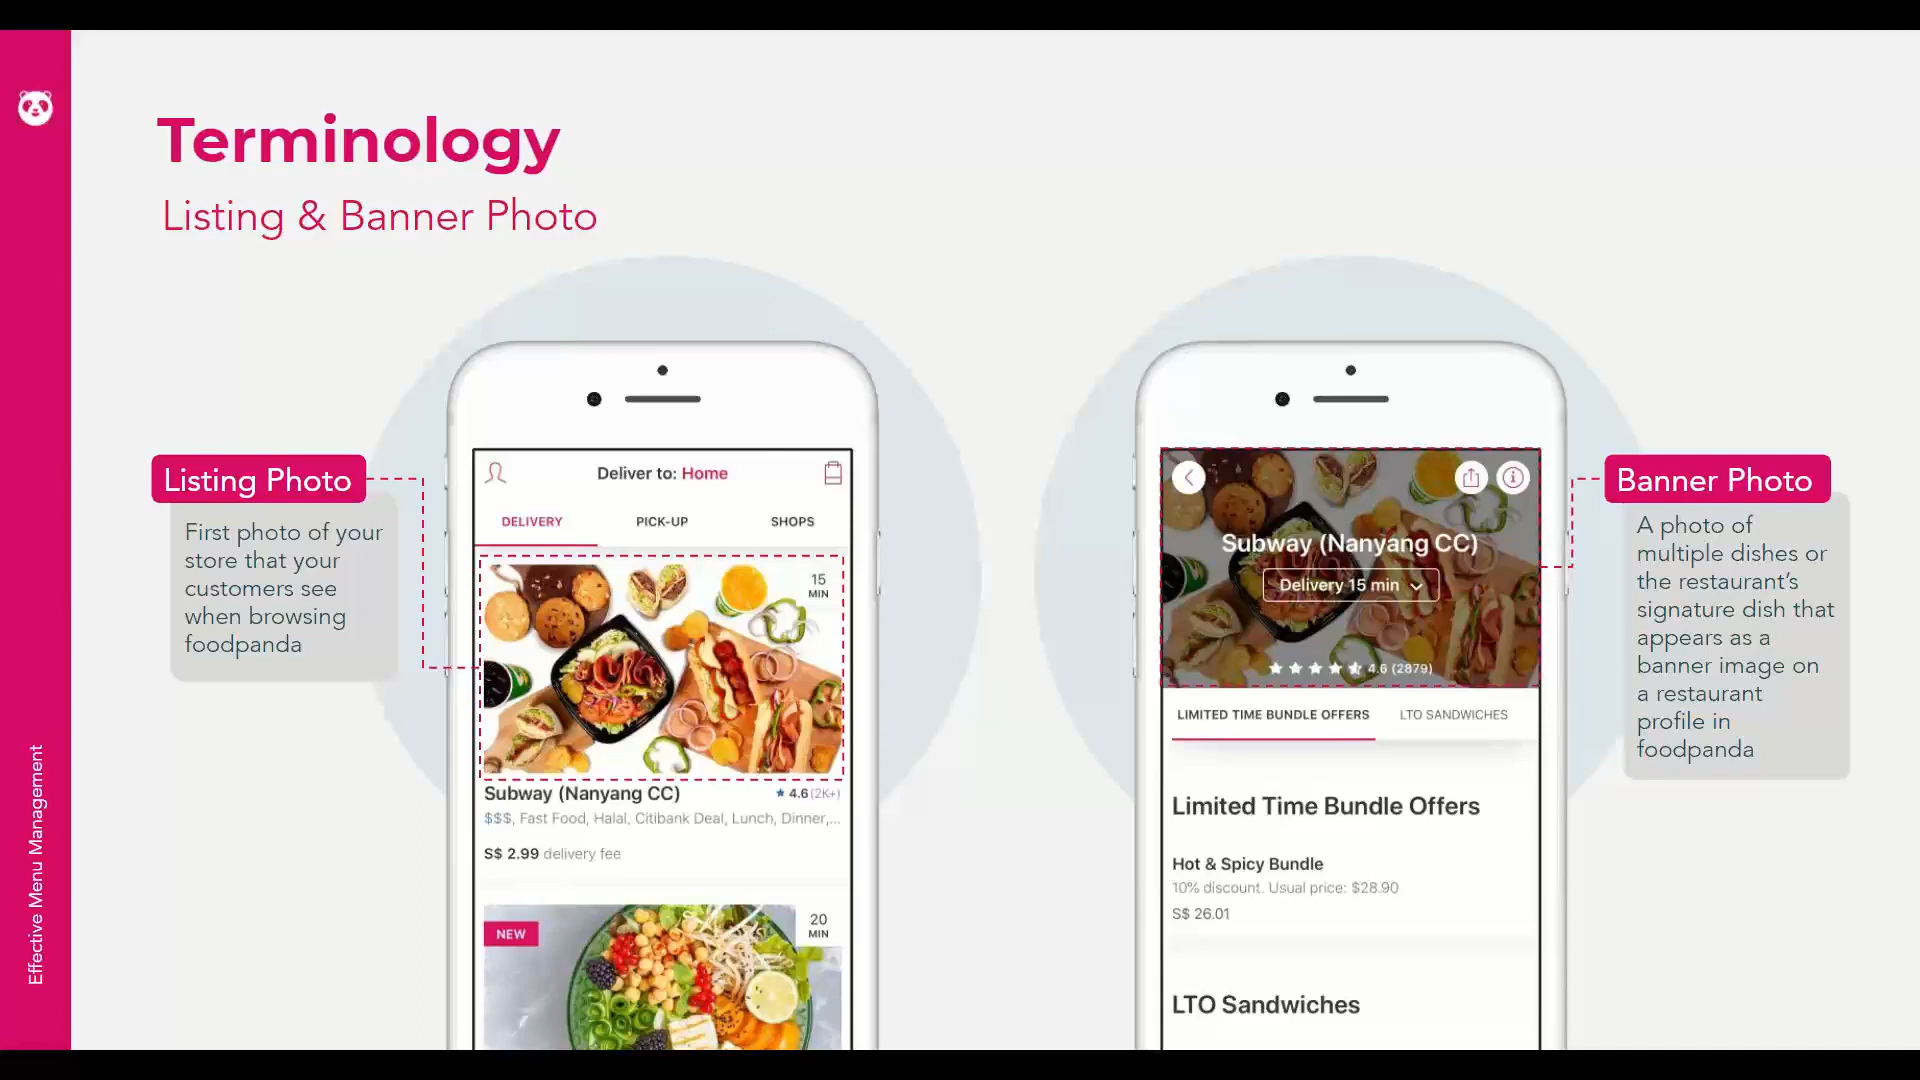 Terminology
Listing & Banner Photo
Listing Photo
First photo of your
store that your
customers see
when browsing
foodpanda
Deliver to: Home
DELIVERY PICK-UP SHOPS
15
MIN
Subway (Nanyang CC) 4.6 (2K+)
$$$, Fast Food, Halal, Citibank Deal, Lunch, Dinner,...
S$ 2.99 delivery fee
NEW
20
MIN
Subway (Nanyang CC)
Delivery 15 min
4.6 (2879)
LIMITED TIME BUNDLE OFFERS LTO SANDWICHES
Limited Time Bundle Offers
Hot & Spicy Bundle
10% discount. Usual price: $28.90
S$ 26.01
LTO Sandwiches
Banner Photo
A photo of
multiple dishes or
the restaurant’s
signature dish that
appears as a
banner image on
a restaurant
profile in
foodpanda
Effective Menu Management